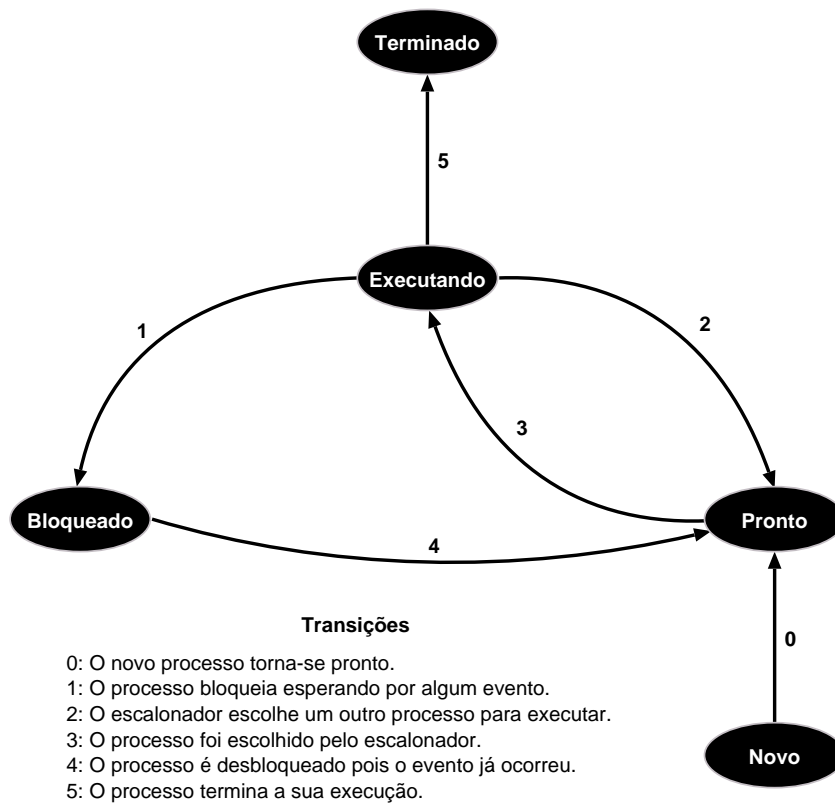 Terminado
5
Executando
1
2
3
Bloqueado
Pronto
4
Transições
0
0: O novo processo torna-se pronto.
1: O processo bloqueia esperando por algum evento.
2: O escalonador escolhe um outro processo para executar.
3: O processo foi escolhido pelo escalonador.
4: O processo é desbloqueado pois o evento já ocorreu.
5: O processo termina a sua execução.
Novo